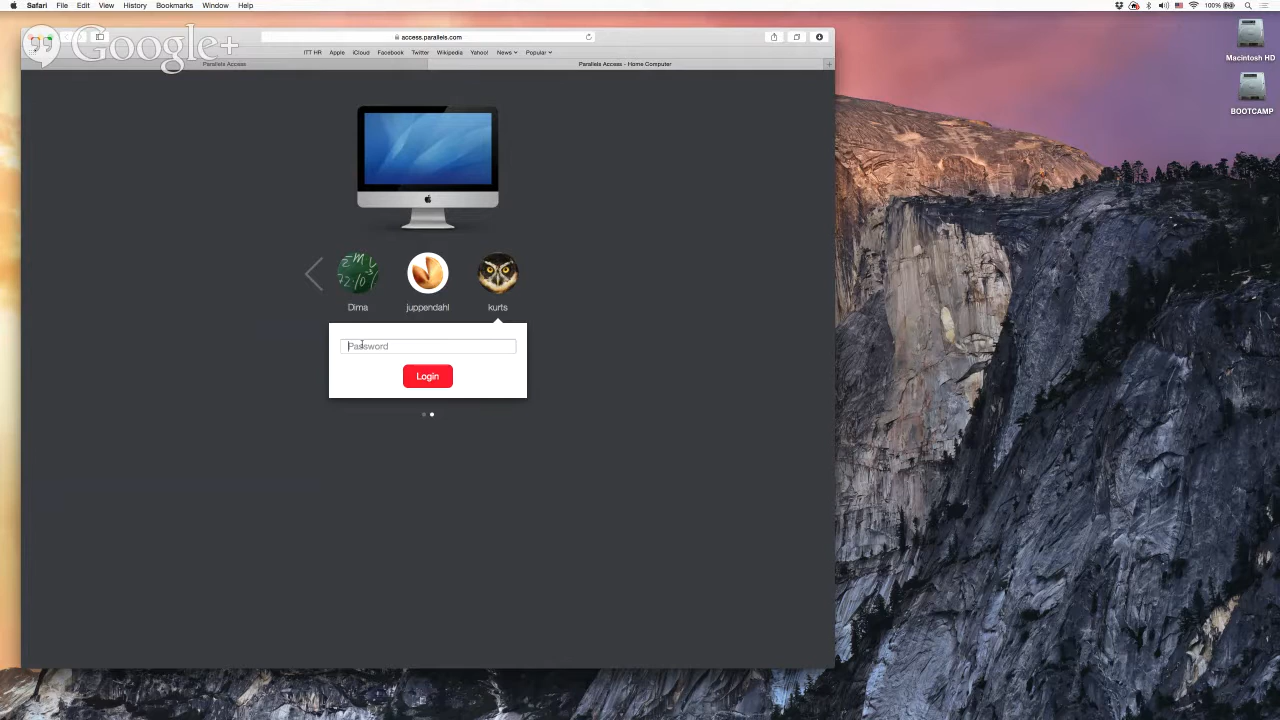 Safari File Edit View History Bookmarks Window Help
100%
Google+
access.parallels.com
ITT HR Apple iCloud Facebook Twitter Wikipedia Yahoo! News Popular
Parallels Access
Parallels Access - Home Computer
Macintosh HD
BOOTCAMP
Dima
juppendahl
kurts
Password
Login